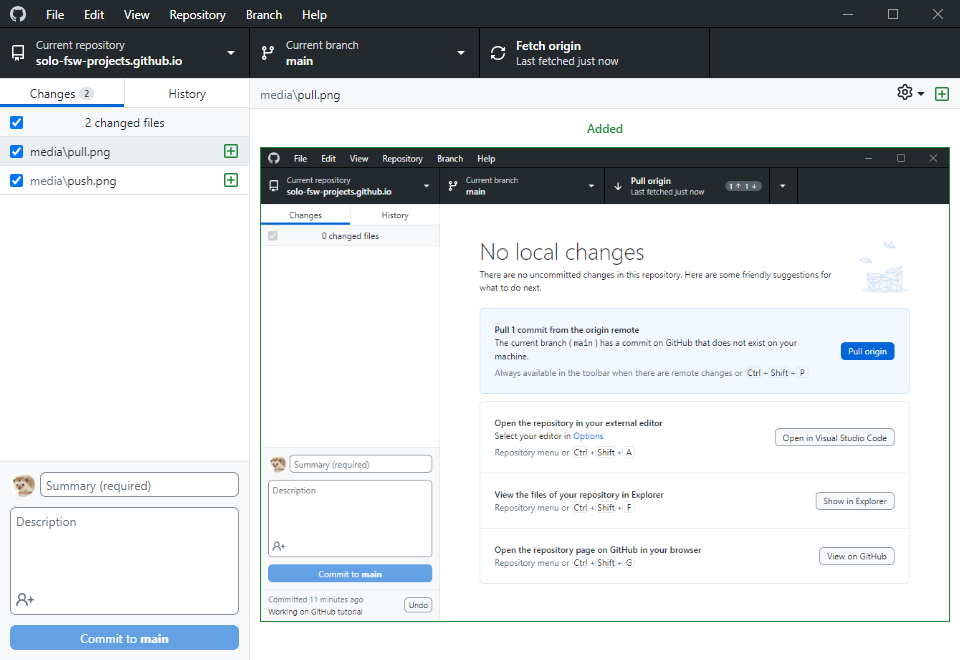 File Edit View Repository Branch Help
Current repository
solo-fsw-projects.github.io
Current branch
main
Fetch origin
Last fetched just now
Changes 2 History
2 changed files
media\pull.png
media\push.png
Summary (required)
Description
Commit to main
media\pull.png
Added
File Edit View Repository Branch Help
Current repository
solo-fsw-projects.github.io
Current branch
main
Pull origin
Last fetched just now
1 ↑ 1 ↓
Changes History
0 changed files
No local changes
There are no uncommitted changes in this repository. Here are some friendly suggestions for
what to do next.
Pull 1 commit from the origin remote
The current branch ( main ) has a commit on GitHub that does not exist on your
machine.
Always available in the toolbar when there are remote changes or Ctrl + Shift + P
Pull origin
Open the repository in your external editor
Select your editor in Options
Repository menu or Ctrl + Shift + A
Open in Visual Studio Code
View the files of your repository in Explorer
Repository menu or Ctrl + Shift + F
Show in Explorer
Open the repository page on GitHub in your browser
Repository menu or Ctrl + Shift + G
View on GitHub
Summary (required)
Description
Commit to main
Committed 11 minutes ago
Working on GitHub tutorial
Undo